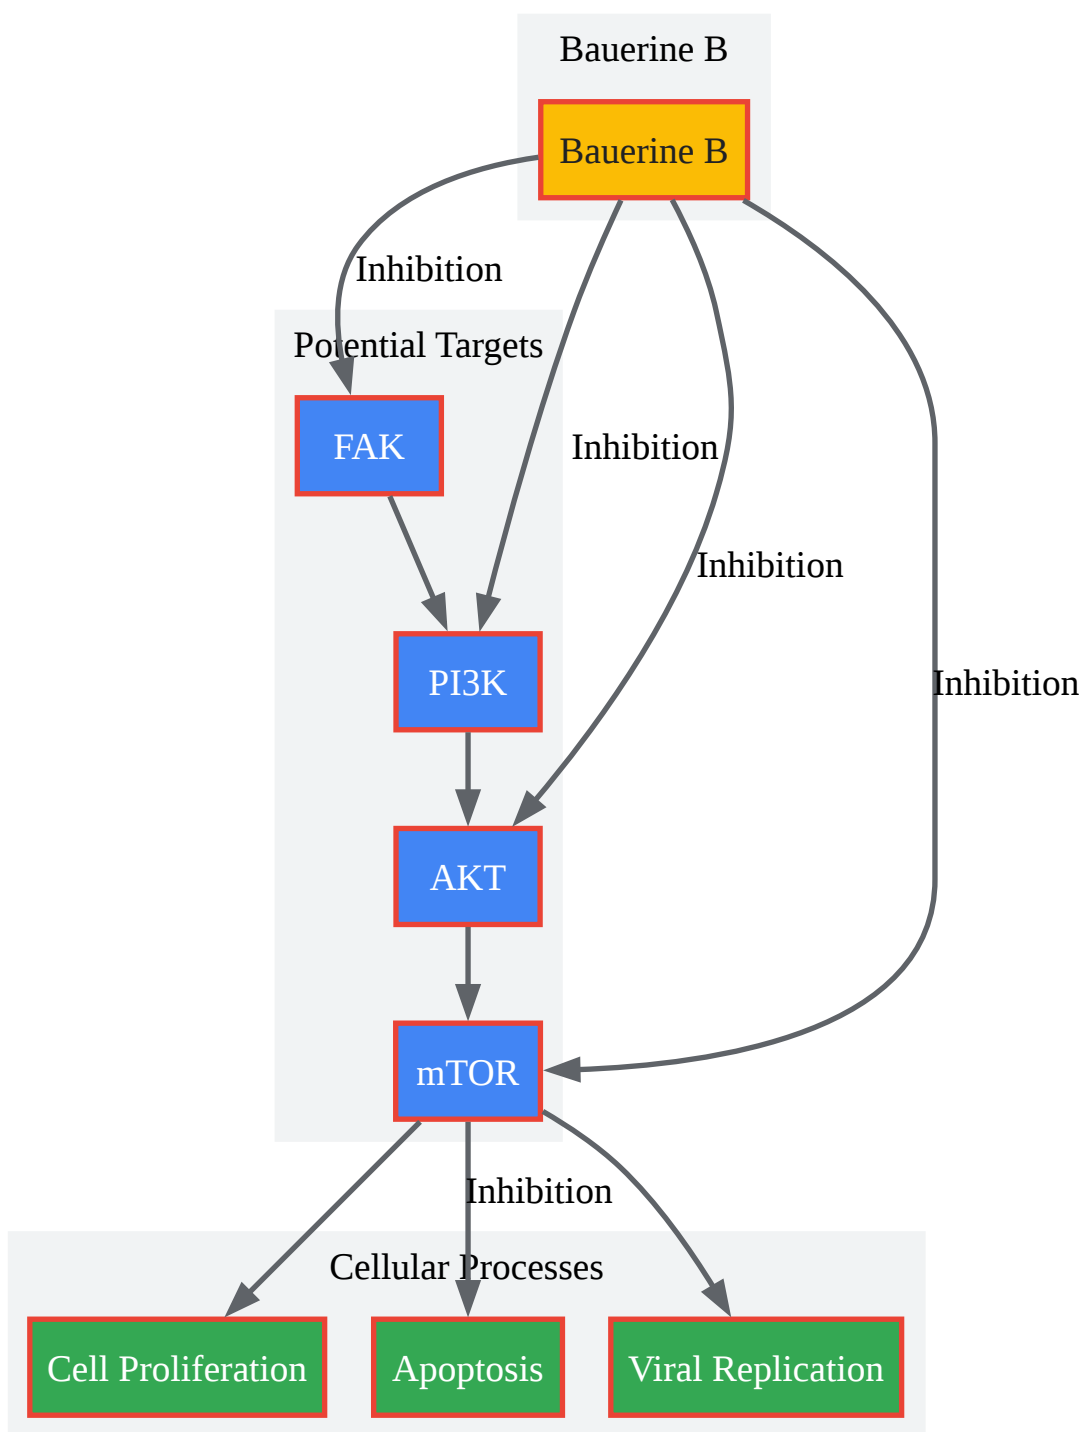 Bauerine B
Bauerine B
Inhibition
Potential Targets
FAK
Inhibition
Inhibition
PI3K
Inhibition
AKT
mTOR
Inhibition
Cellular Processes
Cell Proliferation
Apoptosis
Viral Replication